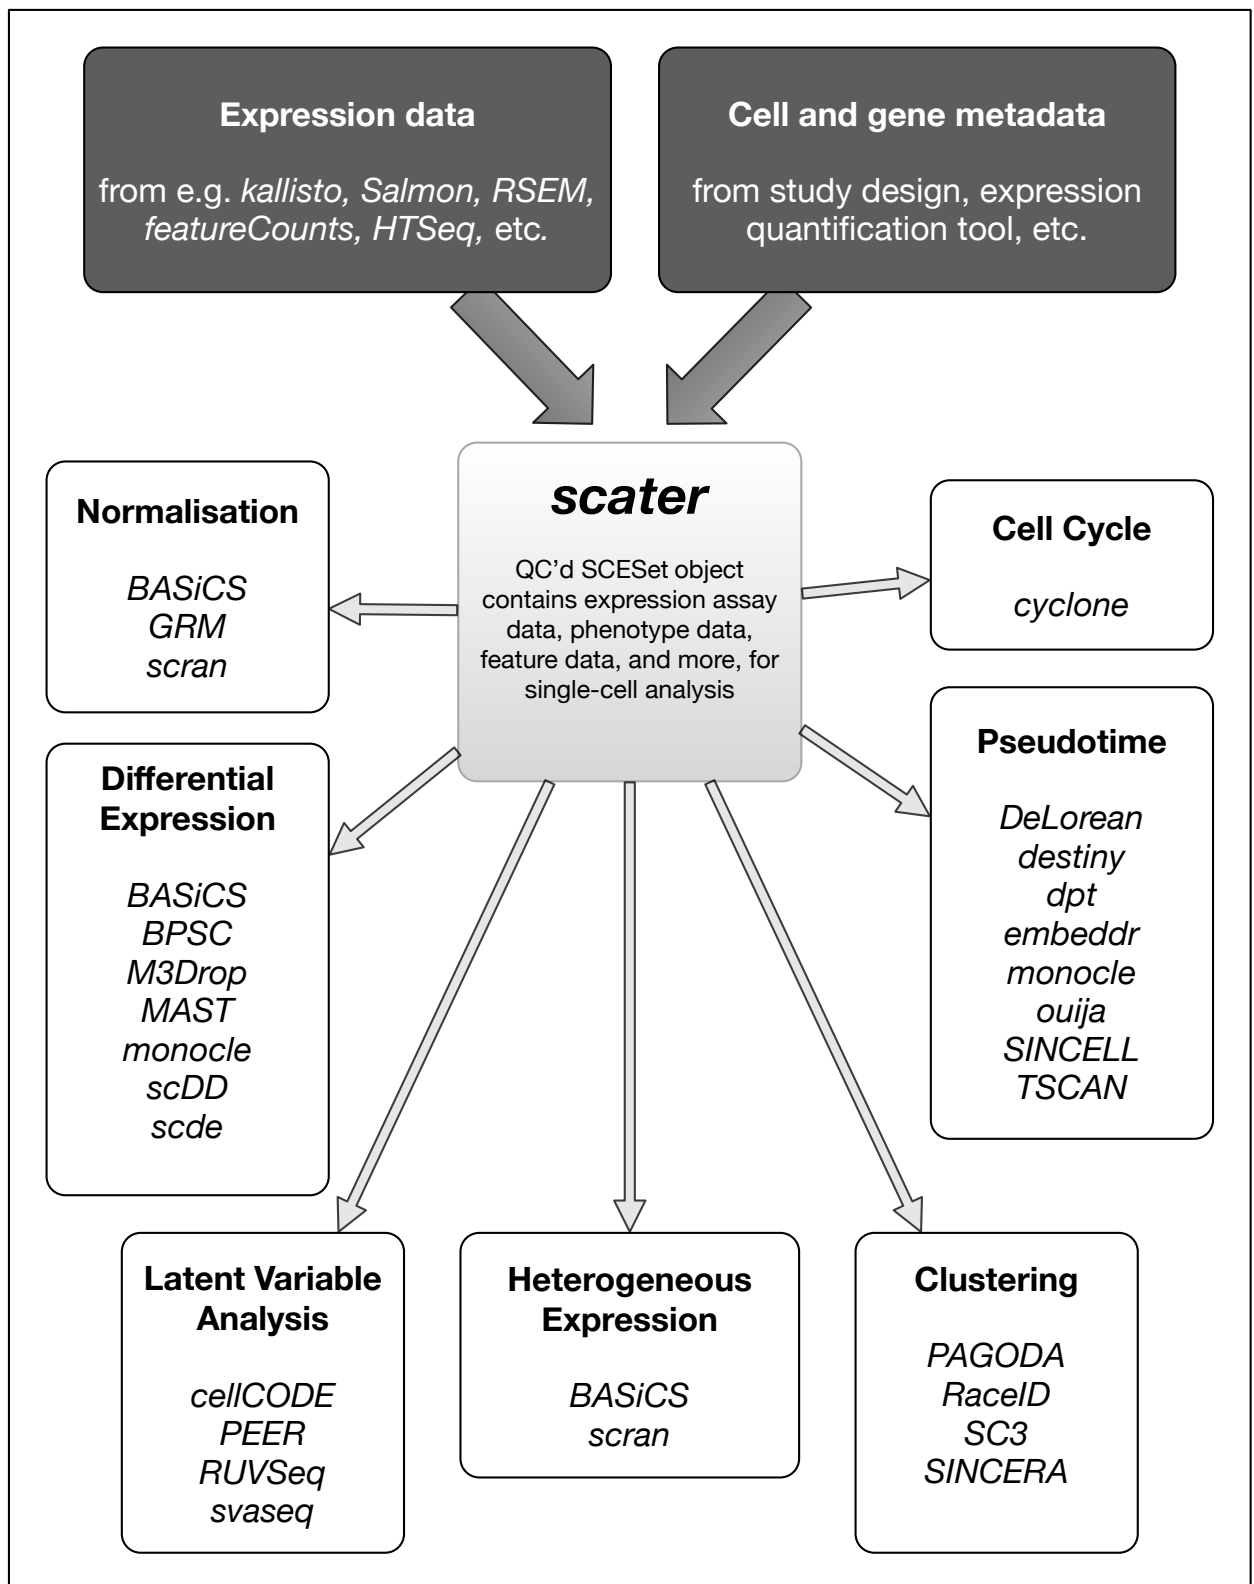 Expression data
from e.g. kallisto, Salmon, RSEM,
featureCounts, HTSeq, etc.
Cell and gene metadata
from study design, expression
quantification tool, etc.
scater
QC’d SCESet object
contains expression assay
data, phenotype data,
feature data, and more, for
single-cell analysis
Normalisation
BASiCS
GRM
scran
Cell Cycle
cyclone
Differential
Expression
BASiCS
BPSC
M3Drop
MAST
monocle
scDD
scde
Pseudotime
DeLorean
destiny
dpt
embeddr
monocle
ouija
SINCELL
TSCAN
Latent Variable
Analysis
cellCODE
PEER
RUVSeq
svaseq
Heterogeneous
Expression
BASiCS
scran
Clustering
PAGODA
RaceID
SC3
SINCERA